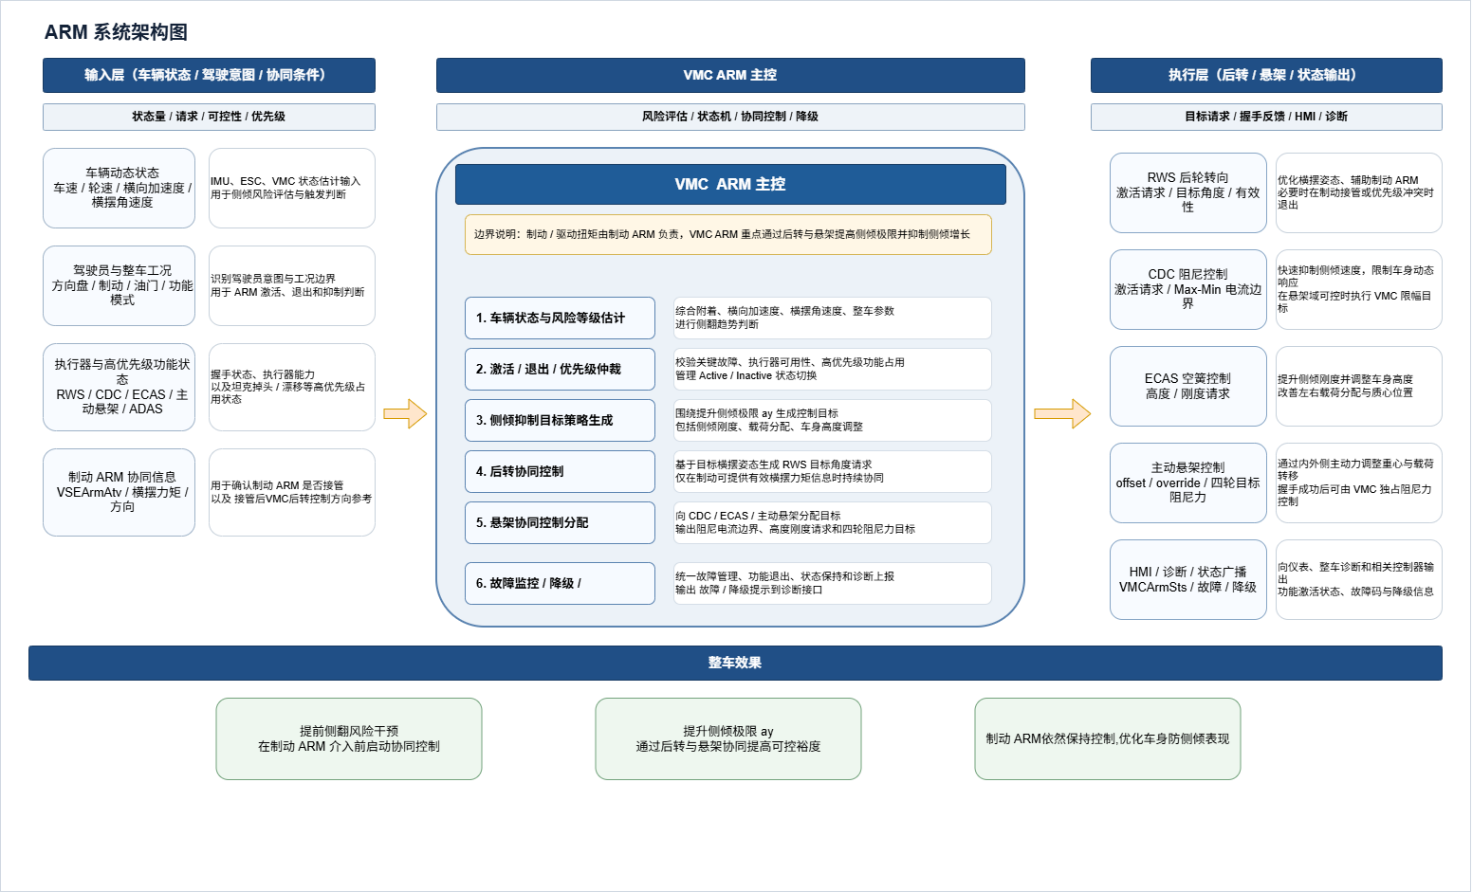 ARM 系统架构图
输入层（车辆状态 / 驾驶意图 / 协同条件）
状态量 / 请求 / 可控性 / 优先级
车辆动态状态
车速 / 轮速 / 横向加速度 /
横摆角速度
IMU、ESC、VMC 状态估计输入
用于侧倾风险评估与触发判断
驾驶员与整车工况
方向盘 / 制动 / 油门 / 功能
模式
识别驾驶员意图与工况边界
用于 ARM 激活、退出和抑制判断
执行器与高优先级功能状
态
RWS / CDC / ECAS / 主
动悬架 / ADAS
握手状态、执行器能力
以及坦克掉头 / 漂移等高优先级占
用状态
制动 ARM 协同信息
VSEArmAtv / 横摆力矩 /
方向
用于确认制动 ARM 是否接管
以及 接管后VMC后转控制方向参考
VMC ARM 主控
风险评估 / 状态机 / 协同控制 / 降级
VMC  ARM 主控
边界说明：制动 / 驱动扭矩由制动 ARM 负责，VMC ARM 重点通过后转与悬架提高侧倾极限并抑制侧倾增长
1. 车辆状态与风险等级估计
综合附着、横向加速度、横摆角速度、整车参数
进行侧翻趋势判断
2. 激活 / 退出 / 优先级仲裁
校验关键故障、执行器可用性、高优先级功能占用
管理 Active / Inactive 状态切换
3. 侧倾抑制目标策略生成
围绕提升侧倾极限 ay 生成控制目标
包括侧倾刚度、载荷分配、车身高度调整
4. 后转协同控制
基于目标横摆姿态生成 RWS 目标角度请求
仅在制动可提供有效横摆力矩信息时持续协同
5. 悬架协同控制分配
向 CDC / ECAS / 主动悬架分配目标
输出阻尼电流边界、高度刚度请求和四轮阻尼力目标
6. 故障监控 / 降级 /
统一故障管理、功能退出、状态保持和诊断上报
输出 故障 / 降级提示到诊断接口
执行层（后转 / 悬架 / 状态输出）
目标请求 / 握手反馈 / HMI / 诊断
RWS 后轮转向
激活请求 / 目标角度 / 有效
性
优化横摆姿态、辅助制动 ARM
必要时在制动接管或优先级冲突时
退出
CDC 阻尼控制
激活请求 / Max-Min 电流边
界
快速抑制侧倾速度，限制车身动态
响应
在悬架域可控时执行 VMC 限幅目
标
ECAS 空簧控制
高度 / 刚度请求
提升侧倾刚度并调整车身高度
改善左右载荷分配与质心位置
主动悬架控制
offset / override / 四轮目标
阻尼力
通过内外侧主动力调整重心与载荷
转移
握手成功后可由 VMC 独占阻尼力
控制
HMI / 诊断 / 状态广播
VMCArmSts / 故障 / 降级
向仪表、整车诊断和相关控制器输
出
功能激活状态、故障码与降级信息
整车效果
提前侧翻风险干预
在制动 ARM 介入前启动协同控制
提升侧倾极限 ay
通过后转与悬架协同提高可控裕度
制动 ARM依然保持控制,优化车身防侧倾表现